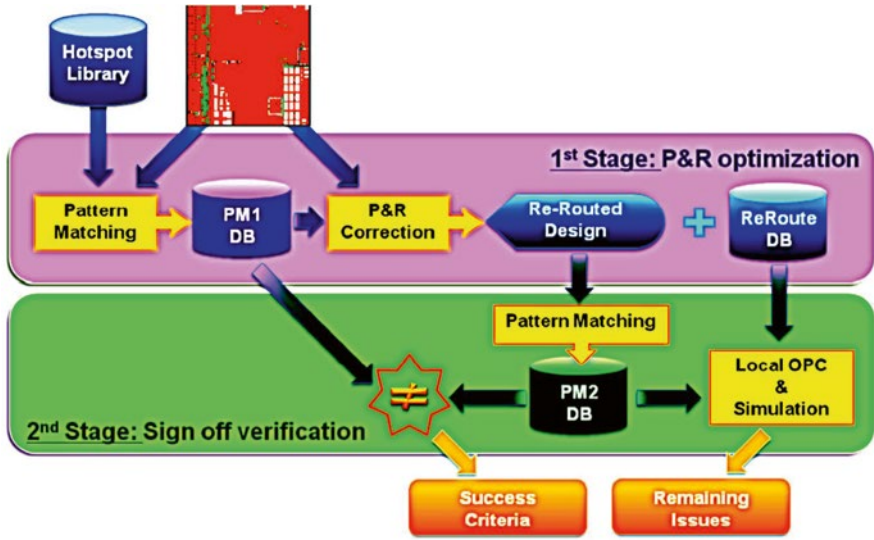 Hotspot
Library
1st Stage: P&R optimization
Pattern
Matching
PM1
DB
P&R
Correction
Re-Routed
Design
ReRoute
DB
Pattern Matching
≠
PM2
DB
Local OPC
&
Simulation
2nd Stage: Sign off verification
Success
Criteria
Remaining
Issues